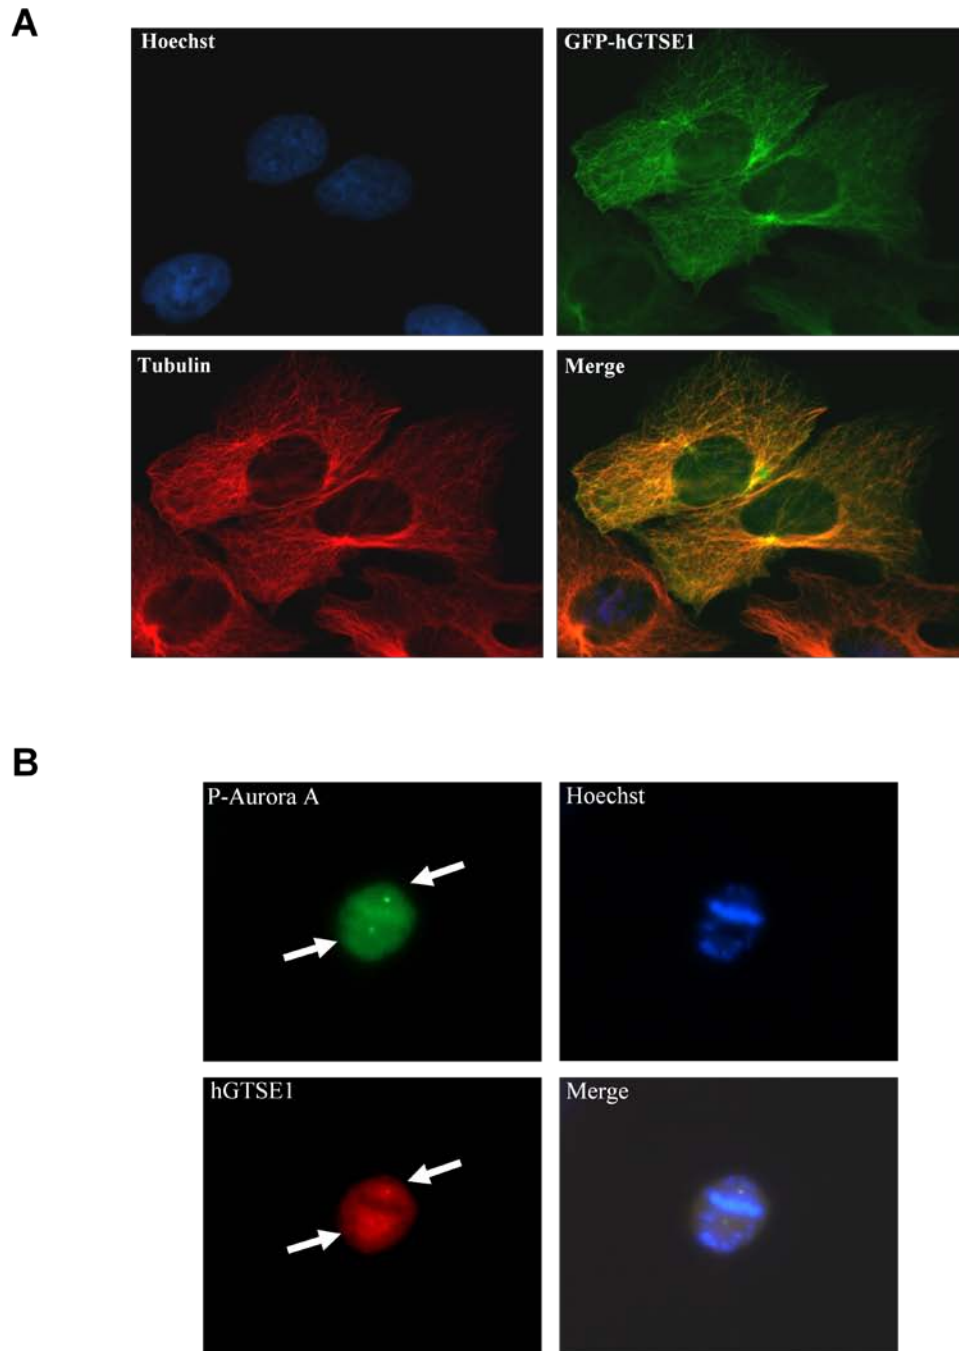 A
Hoechst
GFP-hGTSE1
Tubulin
Merge
B
P-Aurora A
Hoechst
hGTSE1
Merge